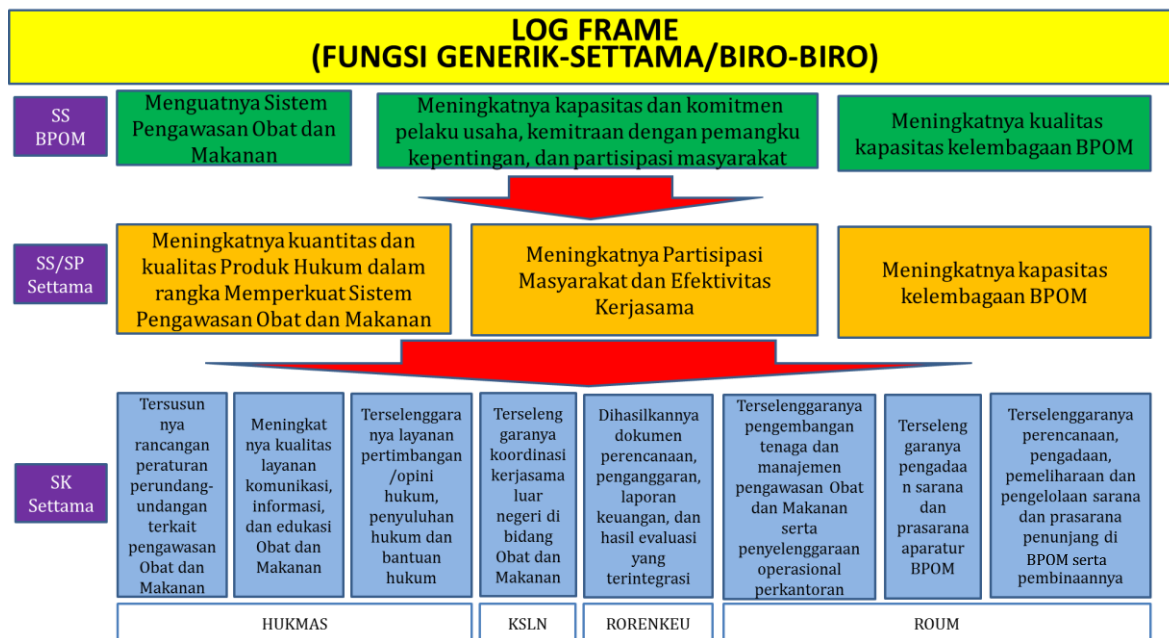 LOG FRAME
(FUNGSI GENERIK-SETTAMA/BIRO-BIRO)
SS
BPOM
Menguatnya Sistem
Pengawasan Obat dan
Makanan
Meningkatnya kapasitas dan komitmen
pelaku usaha, kemitraan dengan pemangku
kepentingan, dan partisipasi masyarakat
Meningkatnya kualitas
kapasitas kelembagaan BPOM
SS/SP
Settama
Meningkatnya kuantitas dan
kualitas Produk Hukum dalam
rangka Memperkuat Sistem
Pengawasan Obat dan Makanan
Meningkatnya Partisipasi
Masyarakat dan Efektivitas
Kerjasama
Meningkatnya kapasitas
kelembagaan BPOM
SK
Settama
Tersusun
nya
rancangan
peraturan
perundang-
undangan
terkait
pengawasan
Obat dan
Makanan
Meningkat
nya kualitas
layanan
komunikasi,
informasi,
dan edukasi
Obat dan
Makanan
Terselenggara
nya layanan
pertimbangan
/opini
hukum,
penyuluhan
hukum dan
bantuan
hukum
Terseleng
garanya
koordinasi
kerjasama
luar
negeri di
bidang
Obat dan
Makanan
Dihasilkannya
dokumen
perencanaan,
penganggaran,
laporan
keuangan, dan
hasil evaluasi
yang
terintegrasi
Terselenggaranya
pengembangan
tenaga dan
manajemen
pengawasan Obat
dan Makanan
serta
penyelenggaraan
operasional
perkantoran
Terseleng
garanya
pengadaa
n sarana
dan
prasarana
aparatur
BPOM
Terselenggaranya
perencanaan,
pengadaan,
pemeliharaan dan
pengelolaan sarana
dan prasarana
penunjang di
BPOM serta
pembinaannya
HUKMAS
KSLN
RORENKEU
ROUM